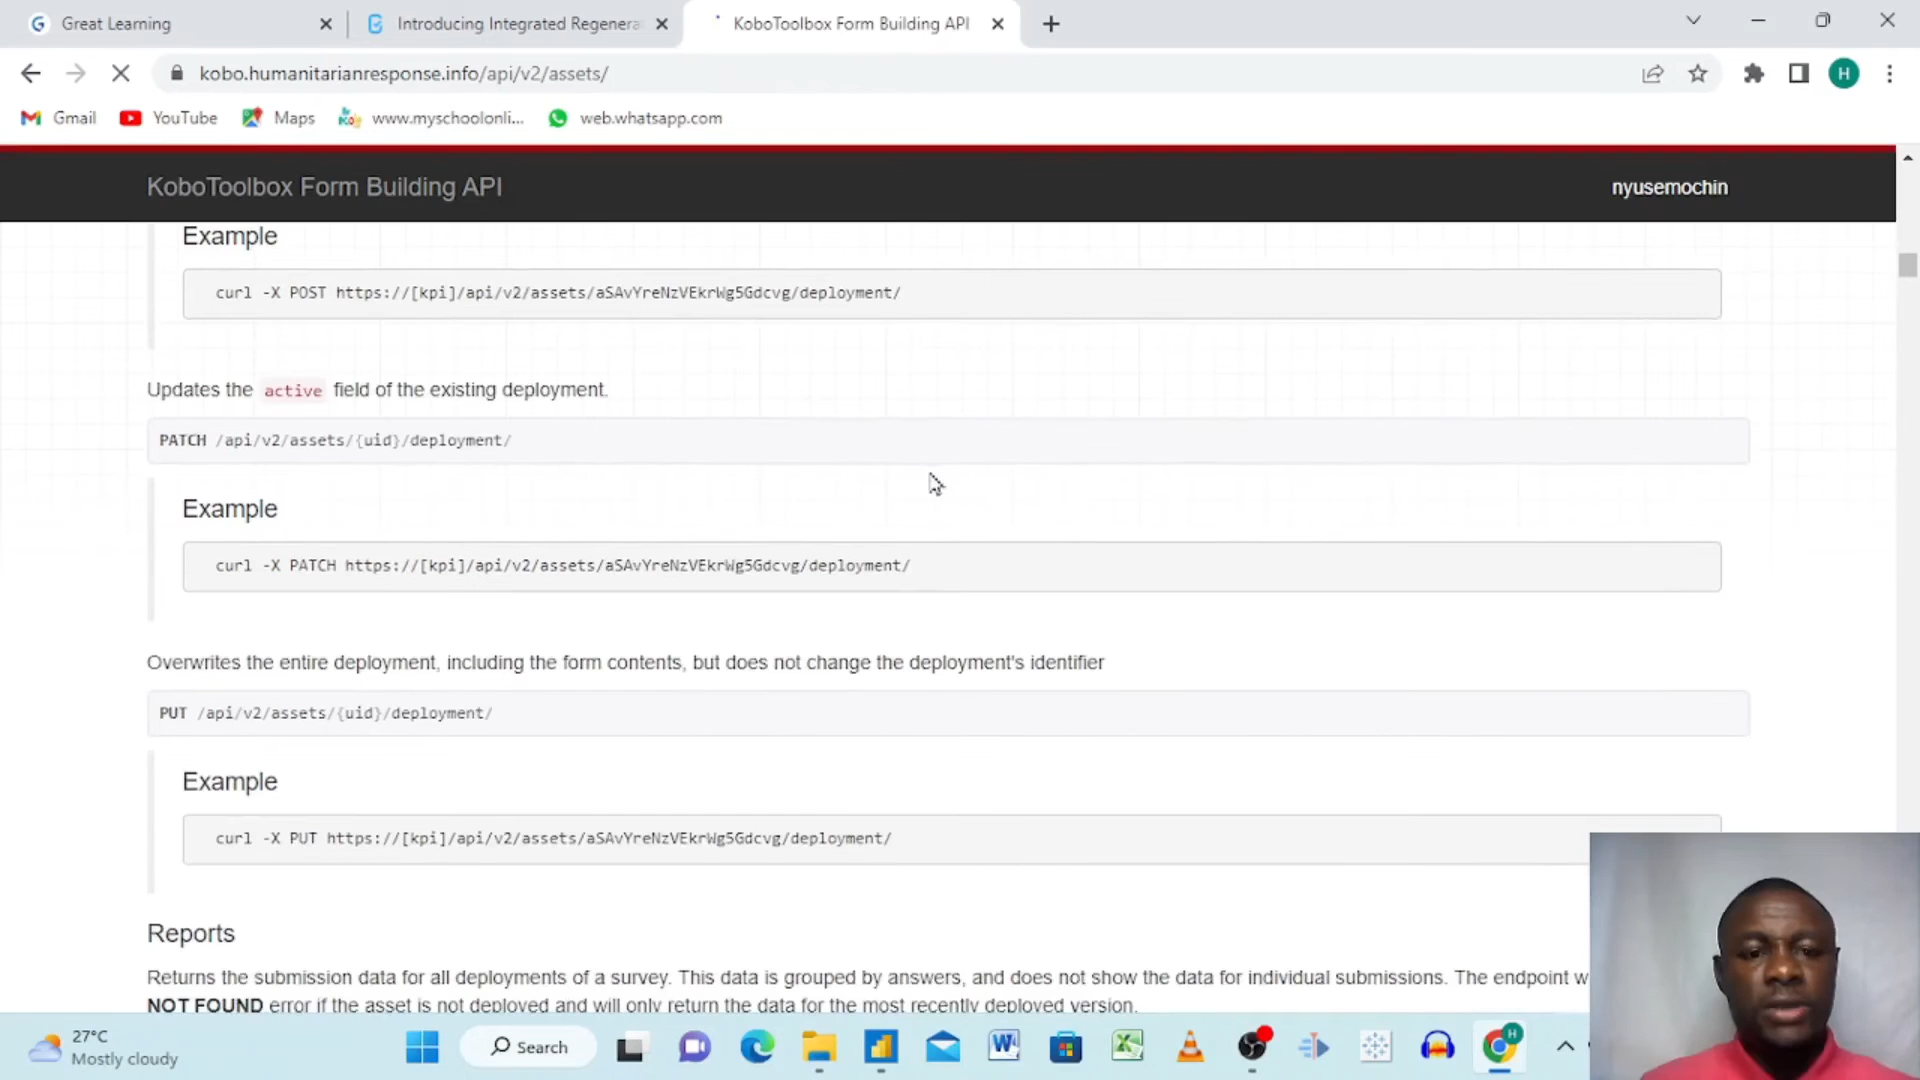 Great Learning
Introducing Integrated Regenera
KoboToolbox Form Building API
kobo.humanitarianresponse.info/api/v2/assets/
H
Gmail
YouTube
Maps
www.myschoolonli...
web.whatsapp.com
KoboToolbox Form Building API
nyusemochin
Example
curl -X POST https://[kpi]/api/v2/assets/aSAvYreNzVEkrWg5Gdcvg/deployment/
Updates the active field of the existing deployment.
PATCH /api/v2/assets/{uid}/deployment/
Example
curl -X PATCH https://[kpi]/api/v2/assets/aSAvYreNzVEkrWg5Gdcvg/deployment/
Overwrites the entire deployment, including the form contents, but does not change the deployment's identifier
PUT /api/v2/assets/{uid}/deployment/
Example
curl -X PUT https://[kpi]/api/v2/assets/aSAvYreNzVEkrWg5Gdcvg/deployment/
Reports
Returns the submission data for all deployments of a survey. This data is grouped by answers, and does not show the data for individual submissions. The endpoint w
NOT FOUND error if the asset is not deployed and will only return the data for the most recently deployed version.
27°C
Mostly cloudy
Search